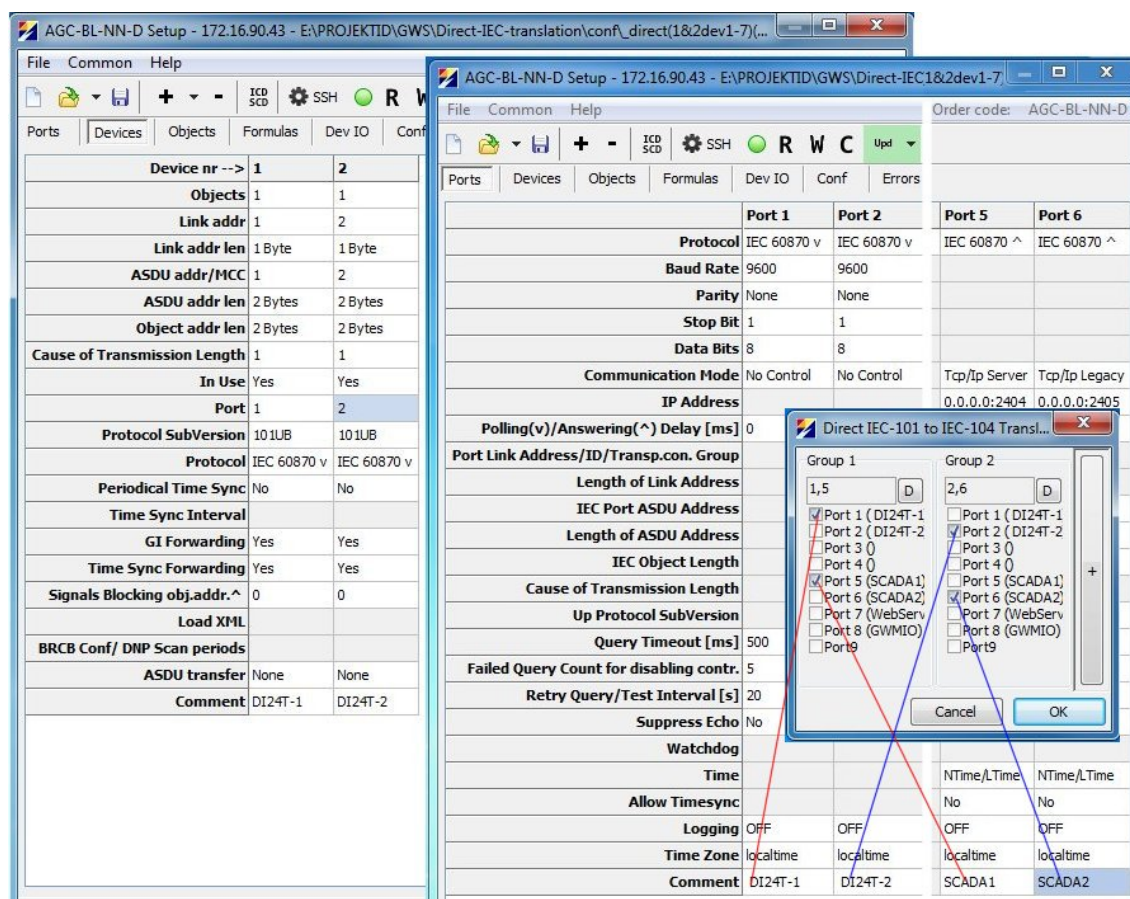 AGC-BL-NN-D Setup - 172.16.90.43 - E:\PROJEKTID\GWS\Direct-IEC-translation\conf\_direct(1&2dev1-7)(...
File Common Help
SSH R
Ports Devices Objects Formulas Dev IO Conf
Device nr --> 1 2
Objects 1 1
Link addr 1 2
Link addr len 1 Byte 1 Byte
ASDU addr/MCC 1 2
ASDU addr len 2 Bytes 2 Bytes
Object addr len 2 Bytes 2 Bytes
Cause of Transmission Length 1 1
In Use Yes Yes
Port 1 2
Protocol SubVersion 101UB 101UB
Protocol IEC 60870 v IEC 60870 v
Periodical Time Sync No No
Time Sync Interval
GI Forwarding Yes Yes
Time Sync Forwarding Yes Yes
Signals Blocking obj.addr.^ 0 0
Load XML
BRCB Conf/ DNP Scan periods
ASDU transfer None None
Comment DI24T-1 DI24T-2
AGC-BL-NN-D Setup - 172.16.90.43 - E:\PROJEKTID\GWS\Direct-IEC1&2dev1-7)
File Common Help Order code: AGC-BL-NN-D
ICD SCD SSH R W C Upd
Ports Devices Objects Formulas Dev IO Conf Errors
Port 1 Port 2 Port 5 Port 6
Protocol IEC 60870 v IEC 60870 v IEC 60870 ^ IEC 60870 ^
Baud Rate 9600 9600
Parity None None
Stop Bit 1 1
Data Bits 8 8
Communication Mode No Control No Control Tcp/Ip Server Tcp/Ip Legacy
IP Address 0.0.0.0:2404 0.0.0.0:2405
Polling(v)/Answering(^) Delay [ms] 0
Port Link Address/ID/Transp.con. Group
Length of Link Address
IEC Port ASDU Address
Length of ASDU Address
IEC Object Length
Cause of Transmission Length
Up Protocol SubVersion
Query Timeout [ms] 500
Failed Query Count for disabling contr. 5
Retry Query/Test Interval [s] 20
Suppress Echo No
Watchdog
Time NTime/LTime NTime/LTime
Allow Timesync No No
Logging OFF OFF OFF OFF
Time Zone localtime localtime localtime localtime
Comment DI24T-1 DI24T-2 SCADA1 SCADA2
Direct IEC-101 to IEC-104 Transl...
Group 1 Group 2
1,5 D 2,6 D
Port 1 ( DI24T-1 Port 1 ( DI24T-1
Port 2 ( DI24T-2 Port 2 ( DI24T-2
Port 3 () Port 3 ()
Port 4 () Port 4 ()
Port 5 (SCADA1) Port 5 (SCADA1)
Port 6 (SCADA2) Port 6 (SCADA2)
Port 7 (WebServ Port 7 (WebServ
Port 8 (GWMIO) Port 8 (GWMIO)
Port9 Port9
+
Cancel OK